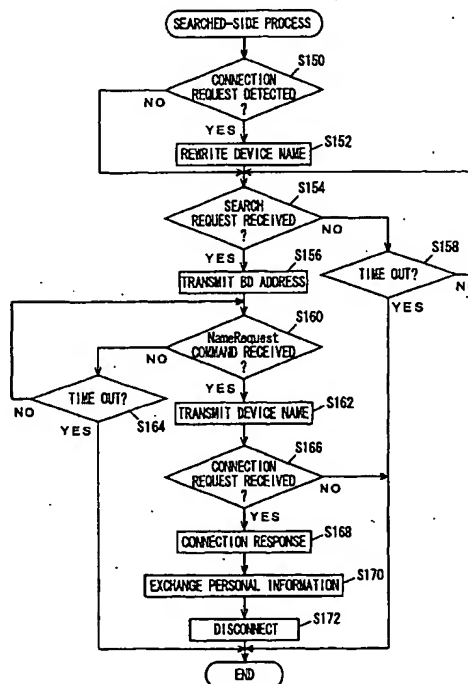 SEARCHED-SIDE PROCESS
S150
CONNECTION
REQUEST DETECTED
?
NO
YES
S152
REWRITE DEVICE NAME
S154
SEARCH
REQUEST RECEIVED
?
NO
YES
S156
S158
TRANSMIT BD ADDRESS
TIME OUT?
N
YES
S160
NameRequest
COMMAND RECEIVED
?
NO
YES
TIME OUT?
NO
YES
S164
S162
TRANSMIT DEVICE NAME
S166
CONNECTION
REQUEST RECEIVED
?
NO
YES
S168
CONNECTION RESPONSE
S170
EXCHANGE PERSONAL INFORMATION
S172
DISCONNECT
END